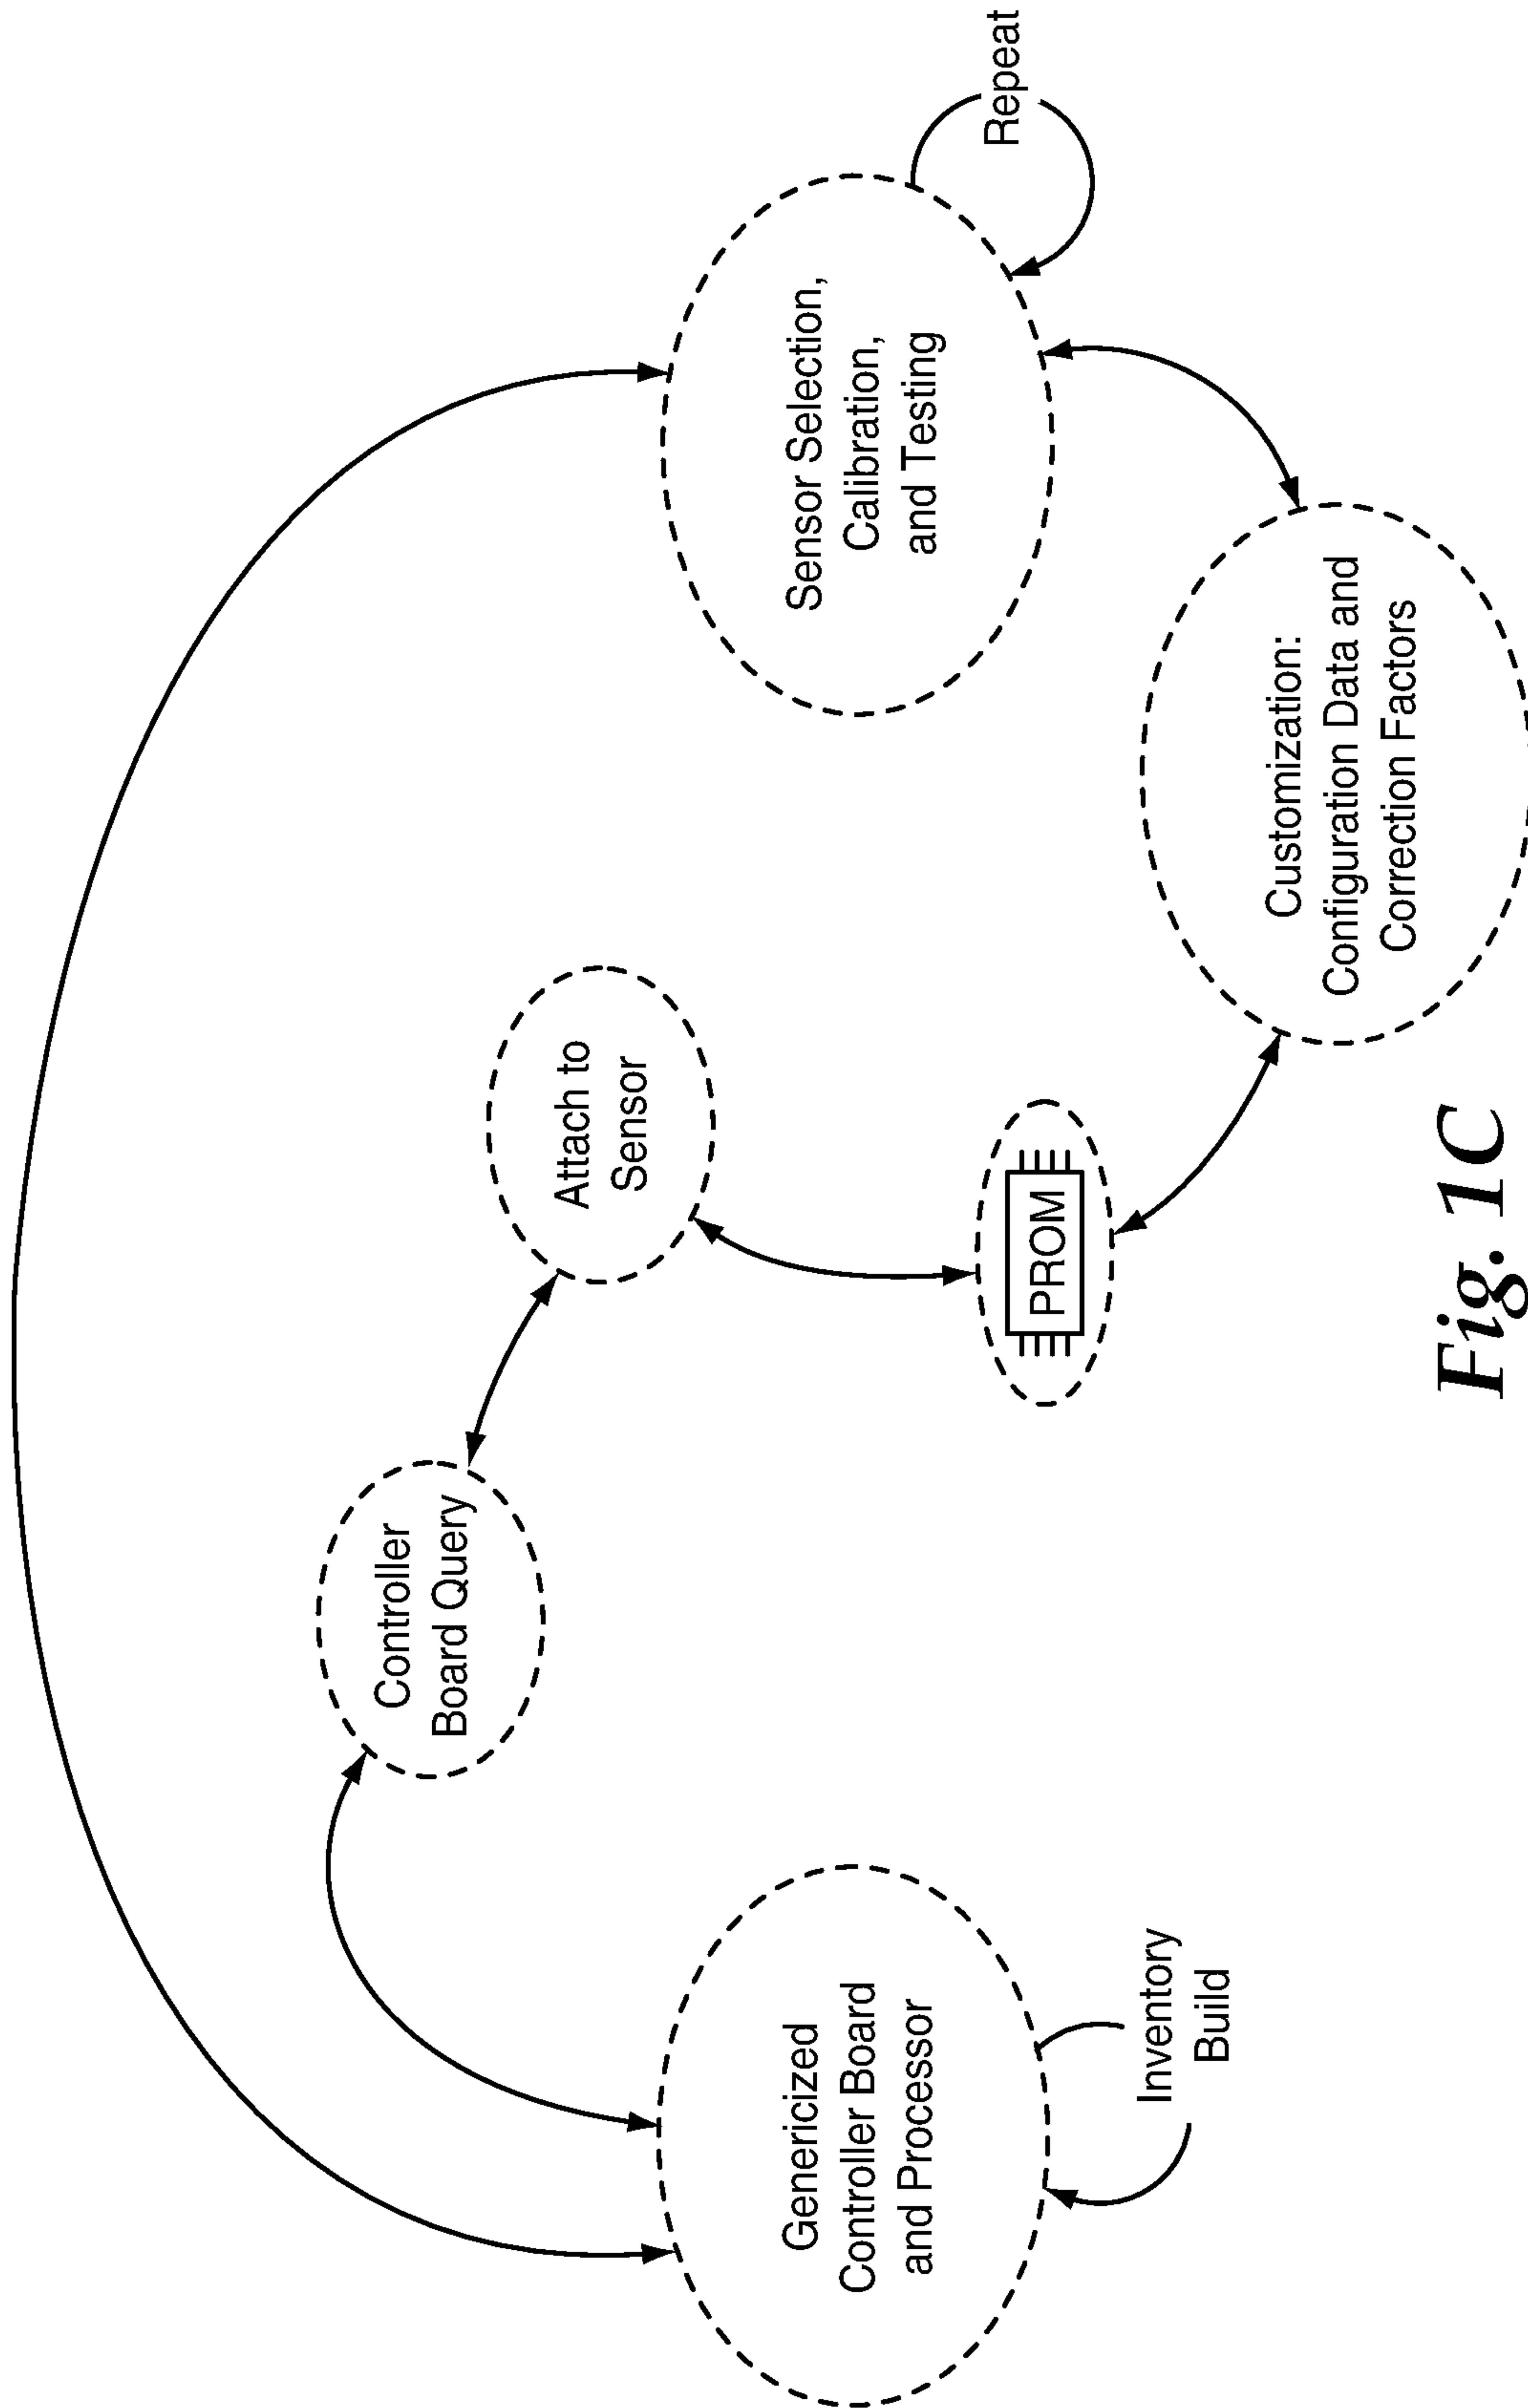 Genericized
Controller Board
and Processor
Inventory
Build
Controller
Board Query
Attach to
Sensor
PROM
Sensor Selection,
Calibration,
and Testing
Repeat
Customization:
Configuration Data and
Correction Factors
Fig. 1C